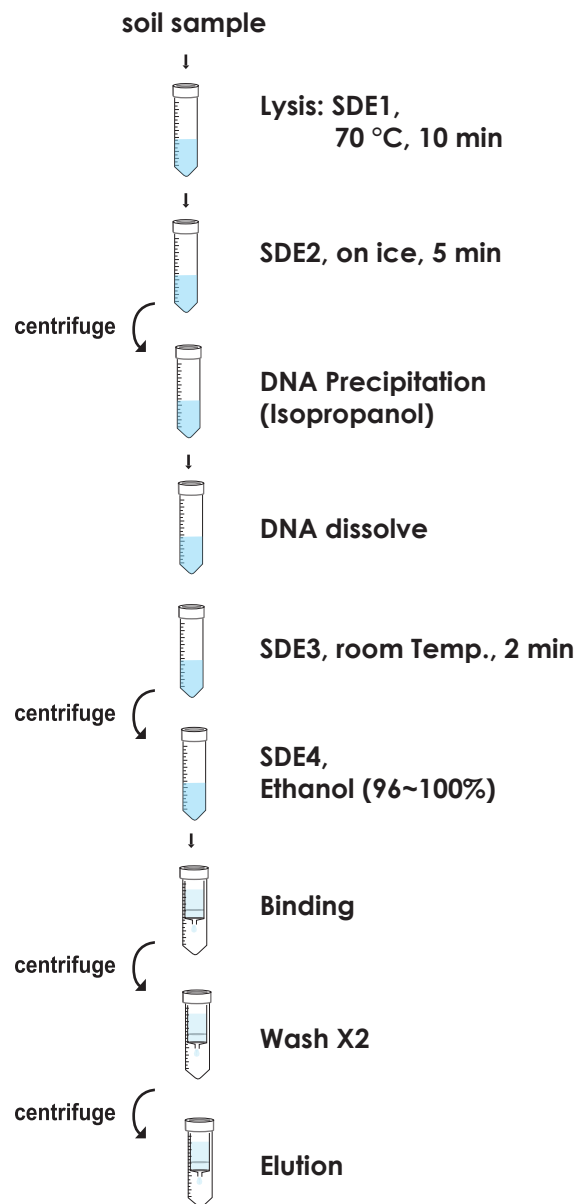 soil sample
Lysis: SDE1,
70 °C, 10 min
SDE2, on ice, 5 min
centrifuge
DNA Precipitation
(Isopropanol)
DNA dissolve
SDE3, room Temp., 2 min
centrifuge
SDE4,
Ethanol (96~100%)
Binding
centrifuge
Wash X2
centrifuge
Elution